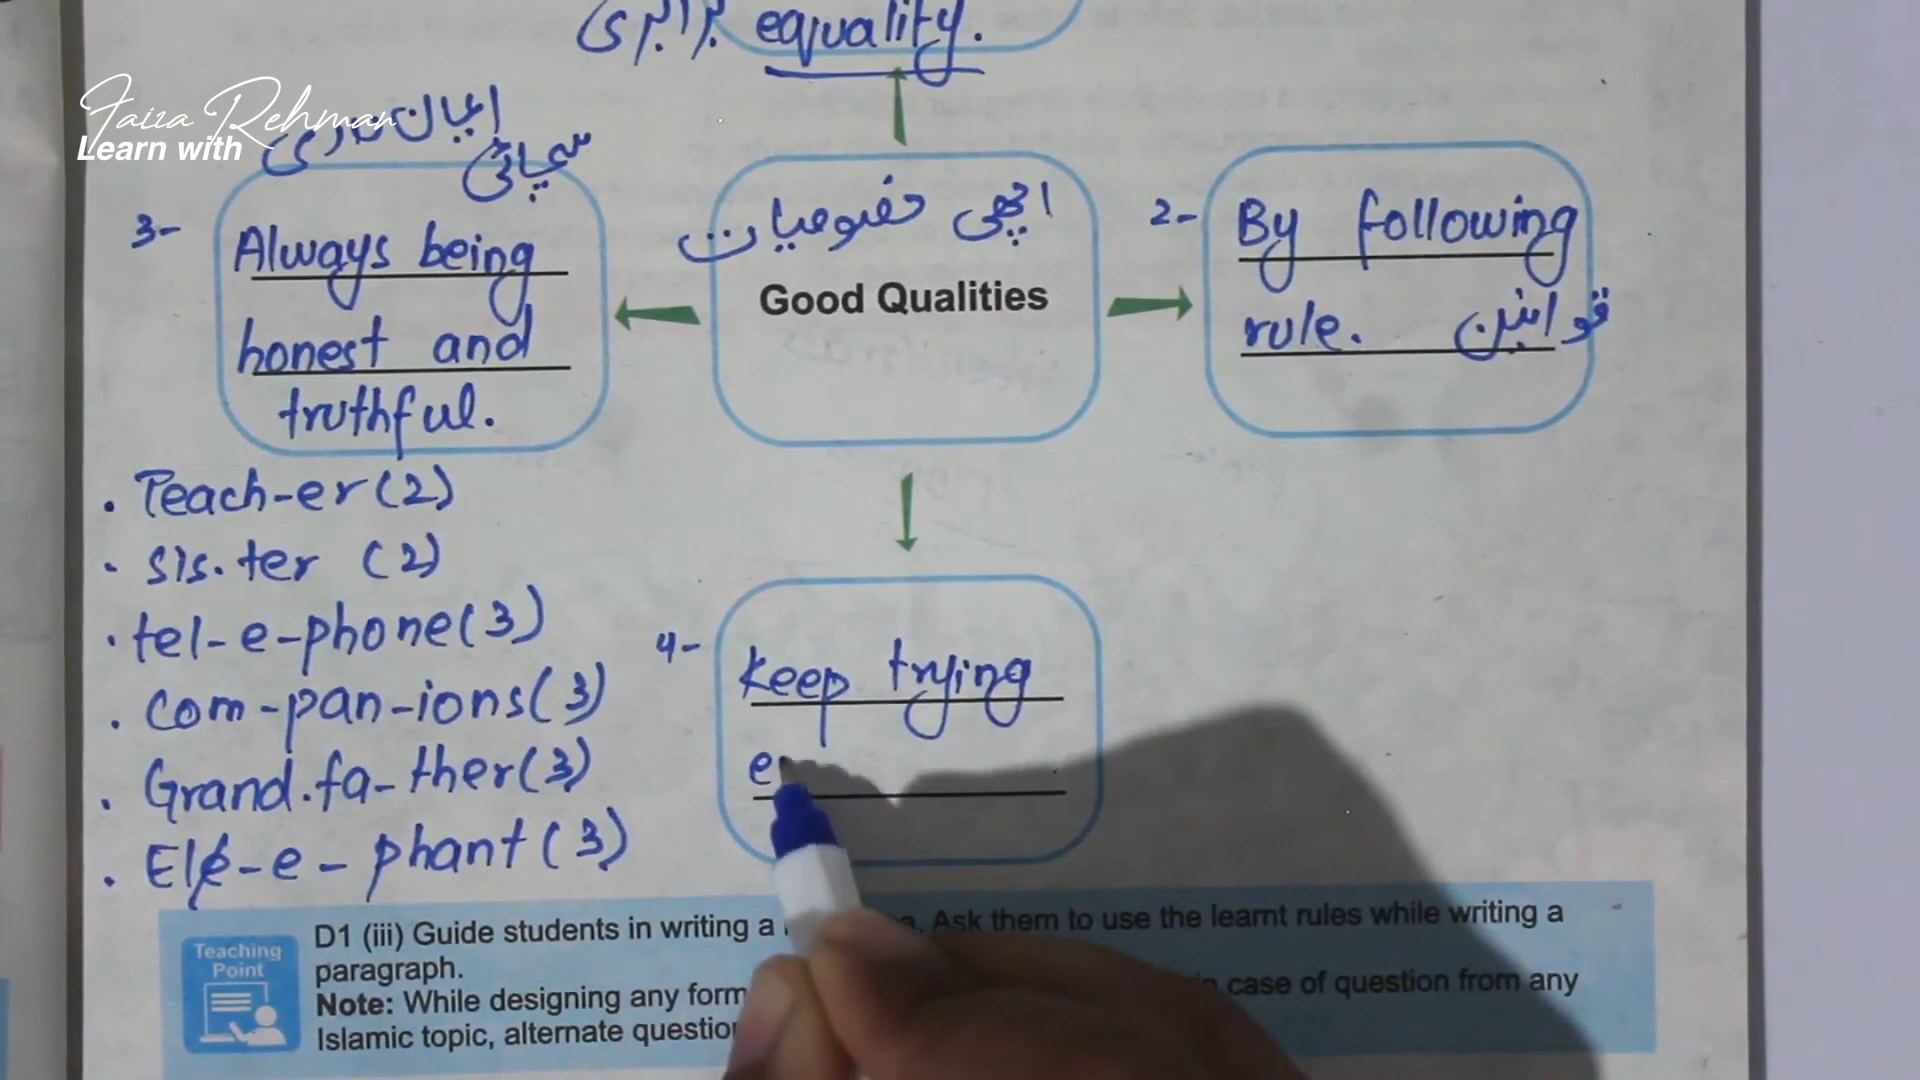 برابری equality.
Faiza Rehman
Learn with
ایمان داری
سچائی
3-
Always being
honest and
truthful.
اچھی خصوصیات
Good Qualities
2-
By following
rule. قوانین
• Teach-er (2)
• sis.ter (2)
• tel-e-phone (3)
• com-pan-ions (3)
• Grand.fa-ther (3)
• Ele-e-phant (3)
4-
Keep trying
e
Teaching
Point
D1 (iii) Guide students in writing a . Ask them to use the learnt rules while writing a
paragraph.
Note: While designing any form case of question from any
Islamic topic, alternate question